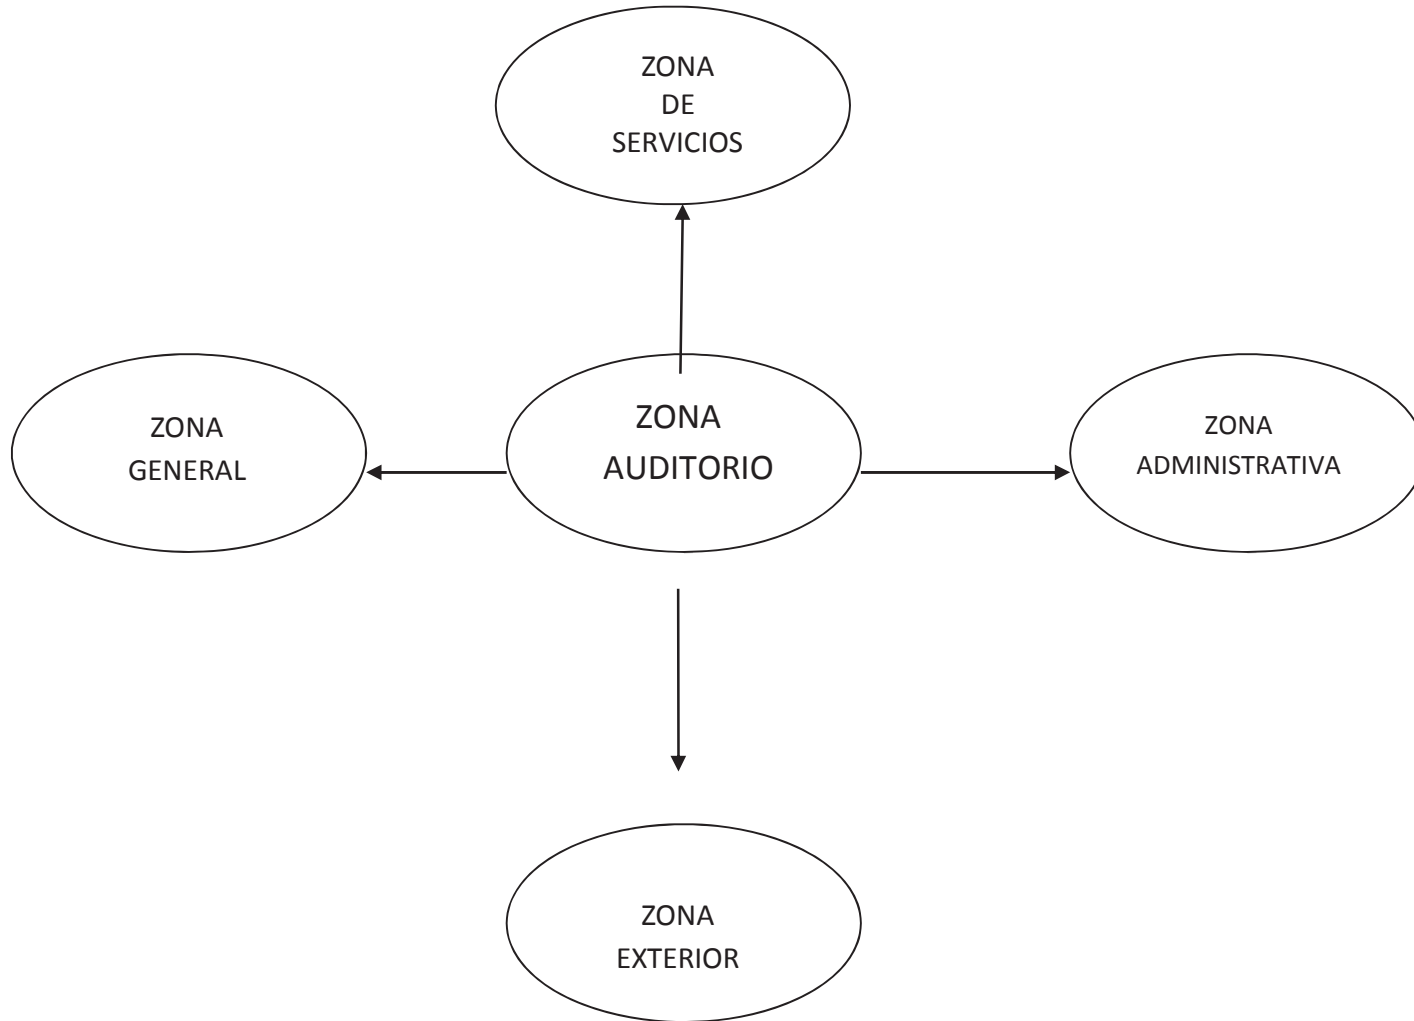 ZONA
DE
SERVICIOS
ZONA
GENERAL
ZONA
AUDITORIO
ZONA
ADMINISTRATIVA
ZONA
EXTERIOR